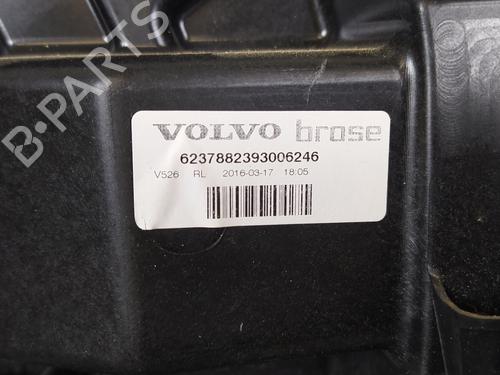 VOLVO brose
6237882393006246
V526 RL 2016-03-17 18:05
B-PARTS